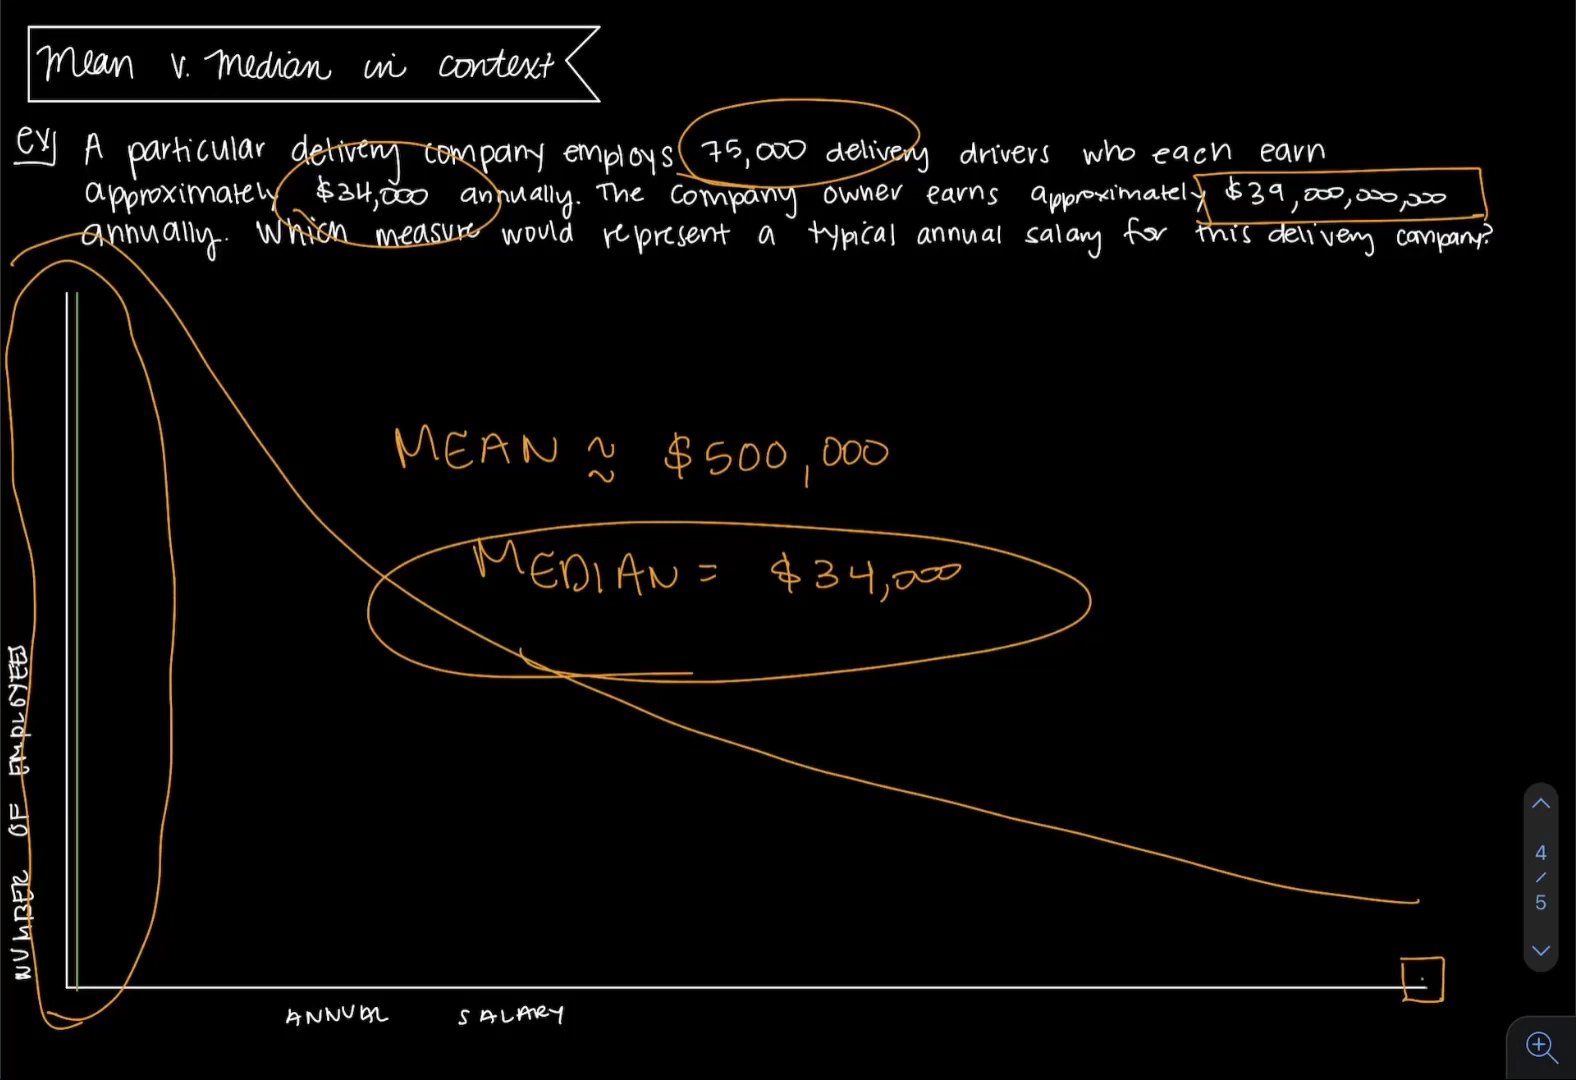 Mean v. Median in context
ex) A particular delivery company employs 75,000 delivery drivers who each earn
approximately $34,000 annually. The company owner earns approximately $39,000,000,000
annually. Which measure would represent a typical annual salary for this delivery company?
MEAN ≈ $500,000
MEDIAN = $34,000
NUMBER OF EMPLOYEES
ANNUAL SALARY
4
/
5